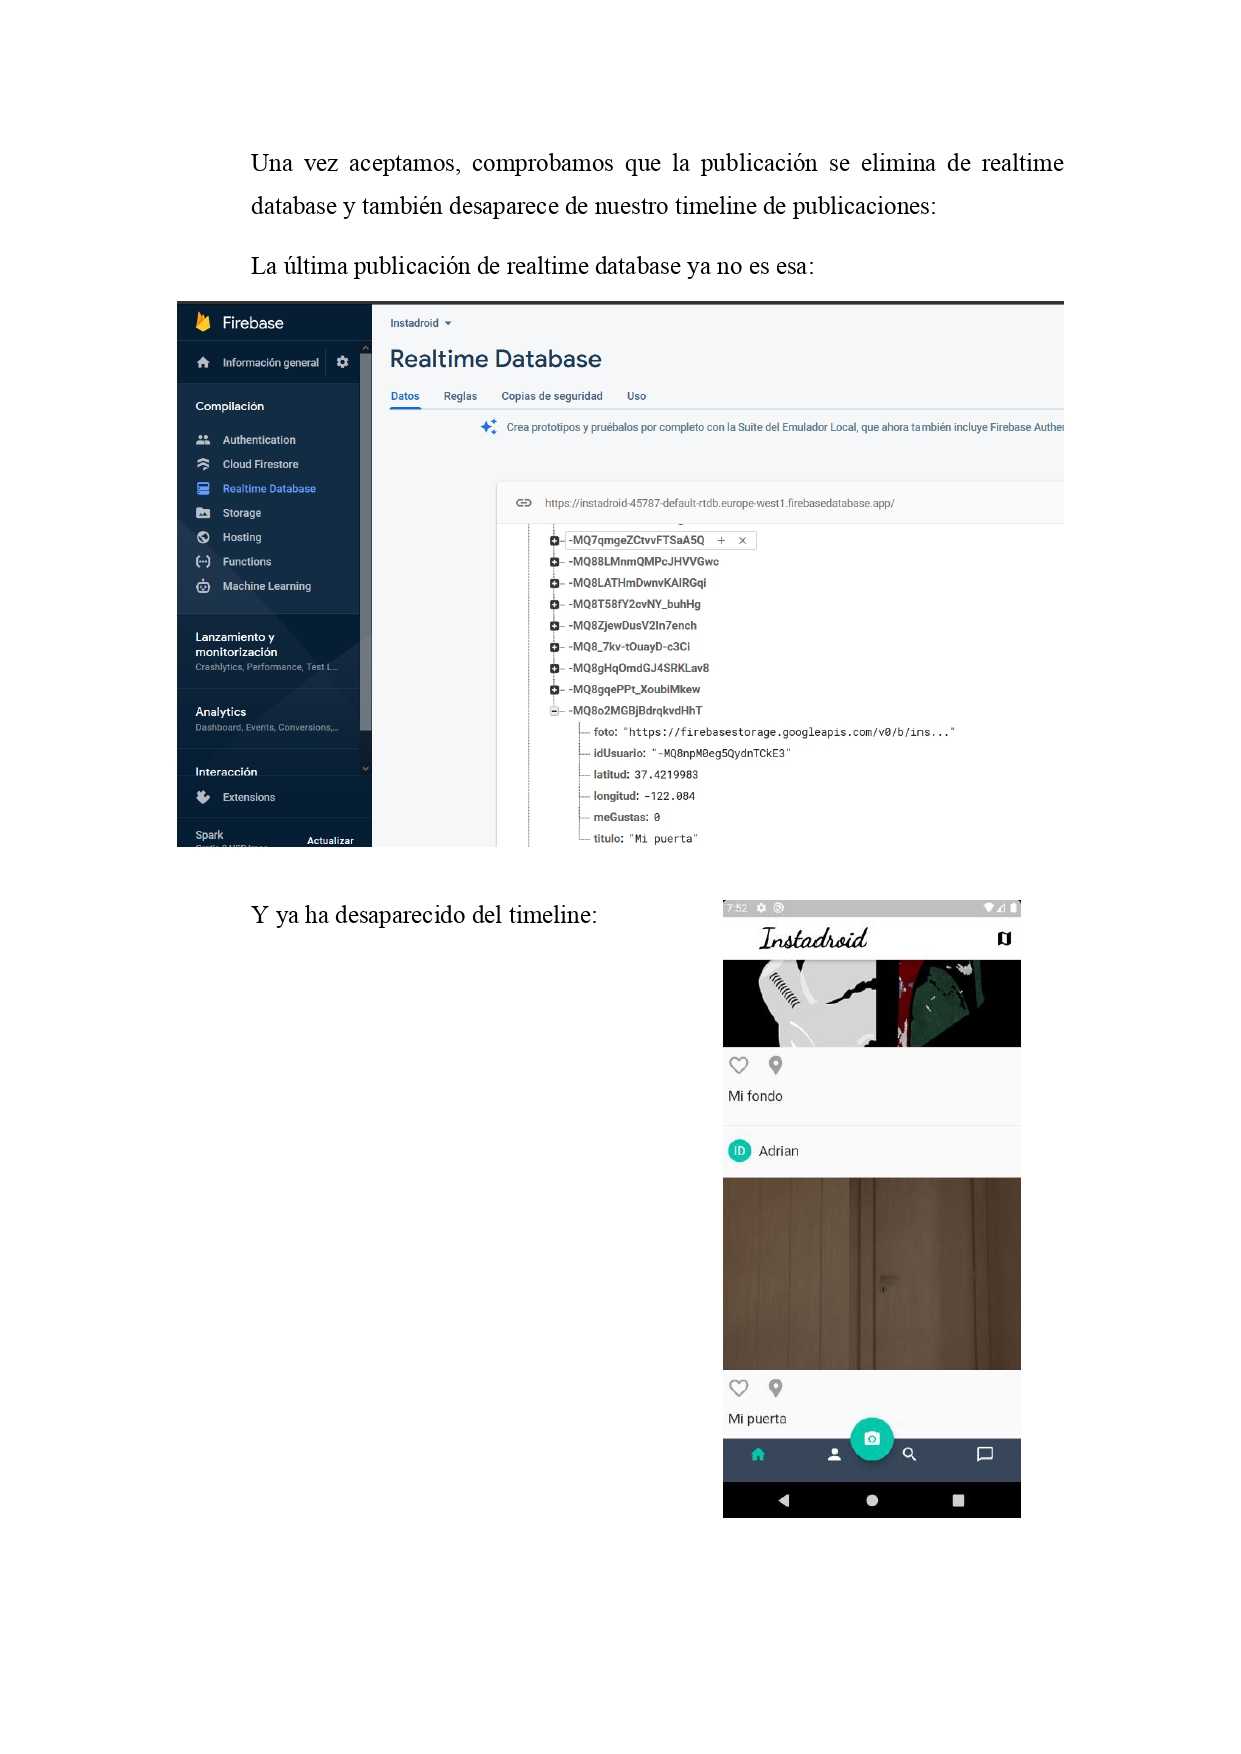 Una vez aceptamos, comprobamos que la publicación se elimina de realtime
database y también desaparece de nuestro timeline de publicaciones:
La última publicación de realtime database ya no es esa:
Firebase
Información general
Compilación
Authentication
Cloud Firestore
Realtime Database
Storage
Hosting
Functions
Machine Learning
Lanzamiento y
monitorización
Crashlytics, Performance, Test L...
Analytics
Dashboard, Events, Conversions,...
Interacción
Extensions
Spark
Actualizar
Instadroid
Realtime Database
Datos Reglas Copias de seguridad Uso
Crea prototipos y pruébalos por completo con la Suite del Emulador Local, que ahora también incluye Firebase Authen
https://instadroid-45787-default-rtdb.europe-west1.firebasedatabase.app/
-MQ7qmgeZCtvvFTSaA5Q + ×
-MQ88LMnmQMPcJHVVGwc
-MQ8LATHmDwnvKAlRGqi
-MQ8T58fY2cvNY_buhHg
-MQ8ZjewDusV2In7ench
-MQ8_7kv-tOuayD-c3Ci
-MQ8gHqOmdGJ4SRKLav8
-MQ8gqePPt_XoubiMkew
-MQ8o2MGBjBdrqkvdHhT
foto: "https://firebasestorage.googleapis.com/v0/b/ins..."
idUsuario: "-MQ8npM0eg5QydnTCkE3"
latitud: 37.4219983
longitud: -122.084
meGustas: 0
titulo: "Mi puerta"
Y ya ha desaparecido del timeline:
7:52
Instadroid
Mi fondo
ID Adrian
Mi puerta